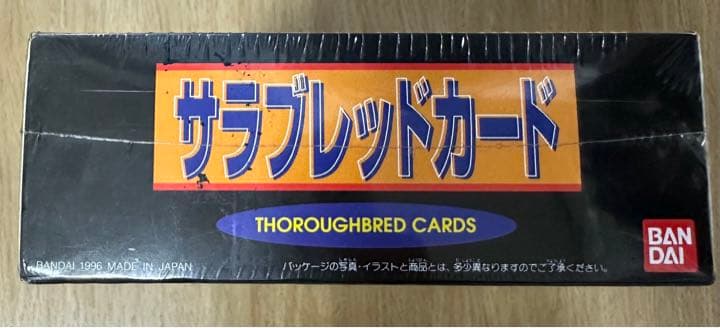 サラブレッドカード
THOROUGHBRED CARDS
BAN
DAI
©BANDAI 1996 MADE IN JAPAN
パッケージの写真・イラストと商品とは、多少異なりますのでご了承ください。